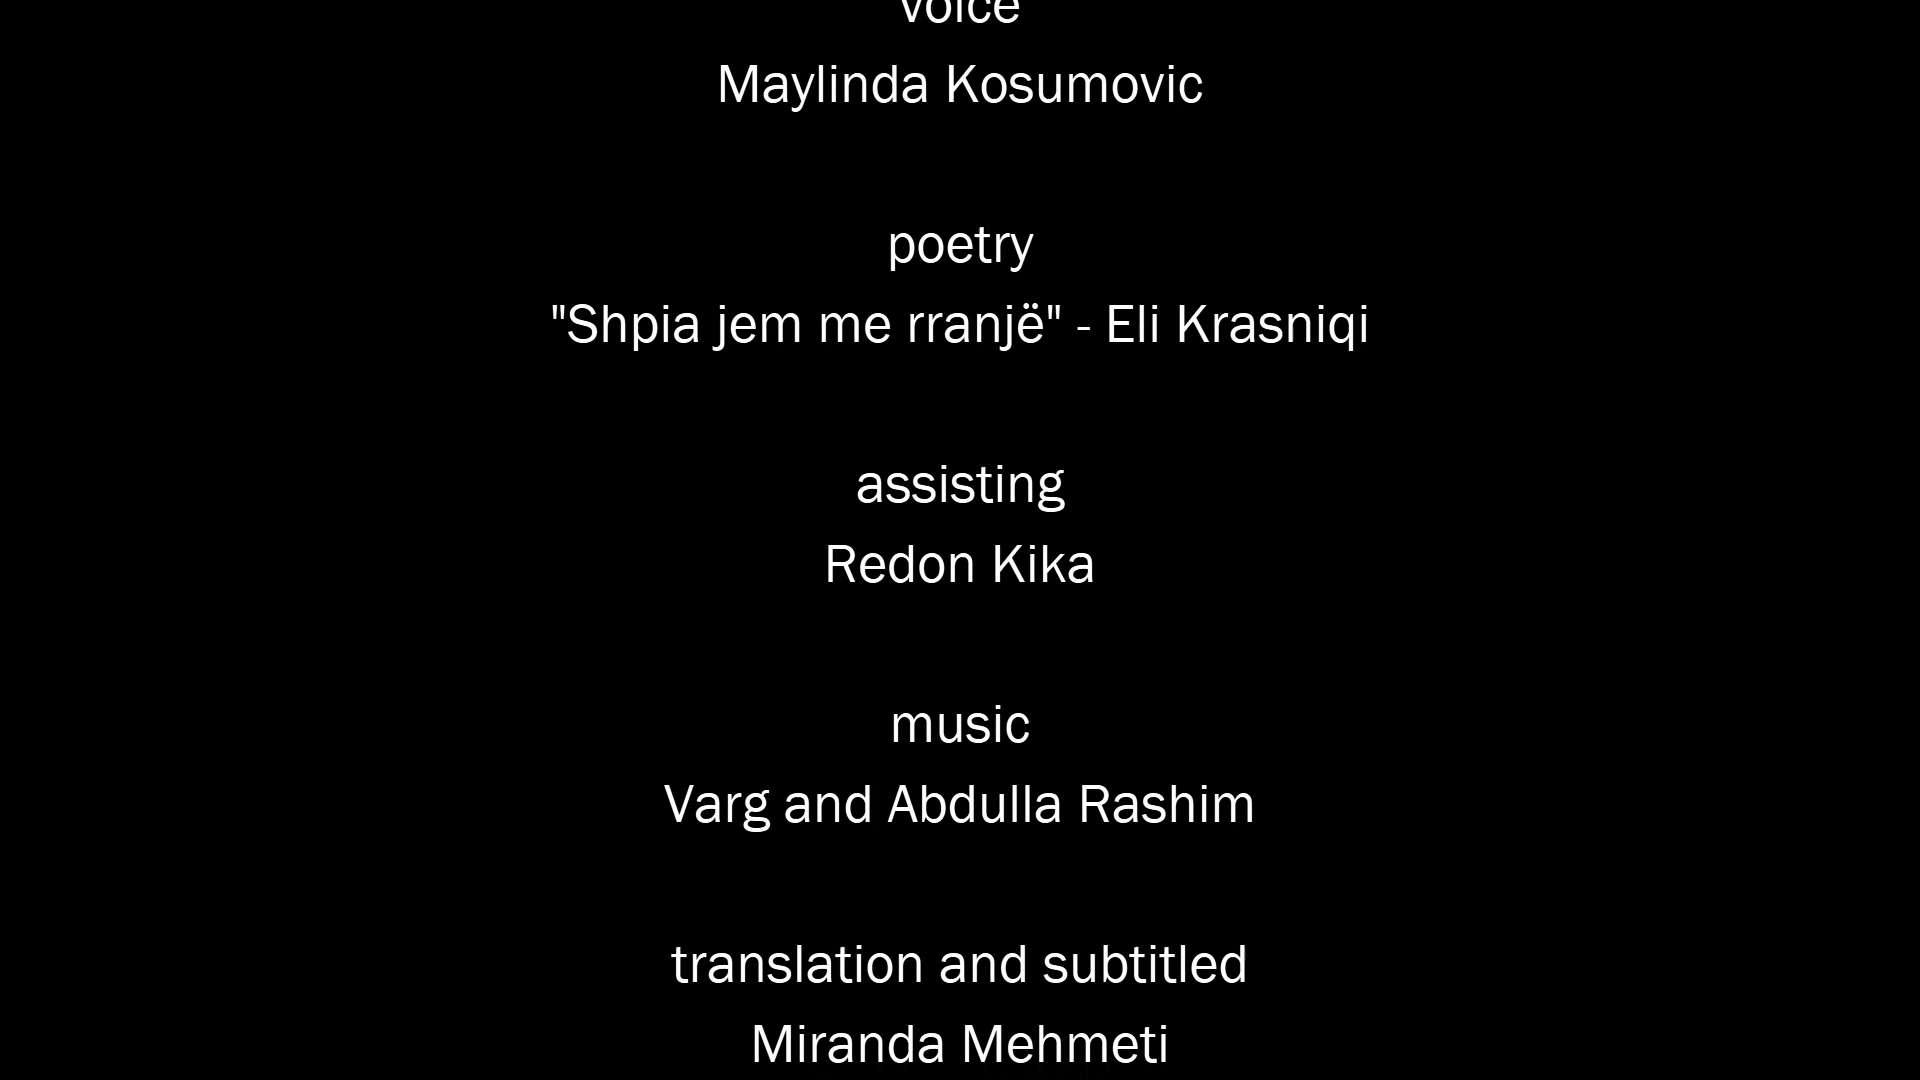 voice
Maylinda Kosumovic
poetry
"Shpia jem me rranjë" - Eli Krasniqi
assisting
Redon Kika
music
Varg and Abdulla Rashim
translation and subtitled
Miranda Mehmeti